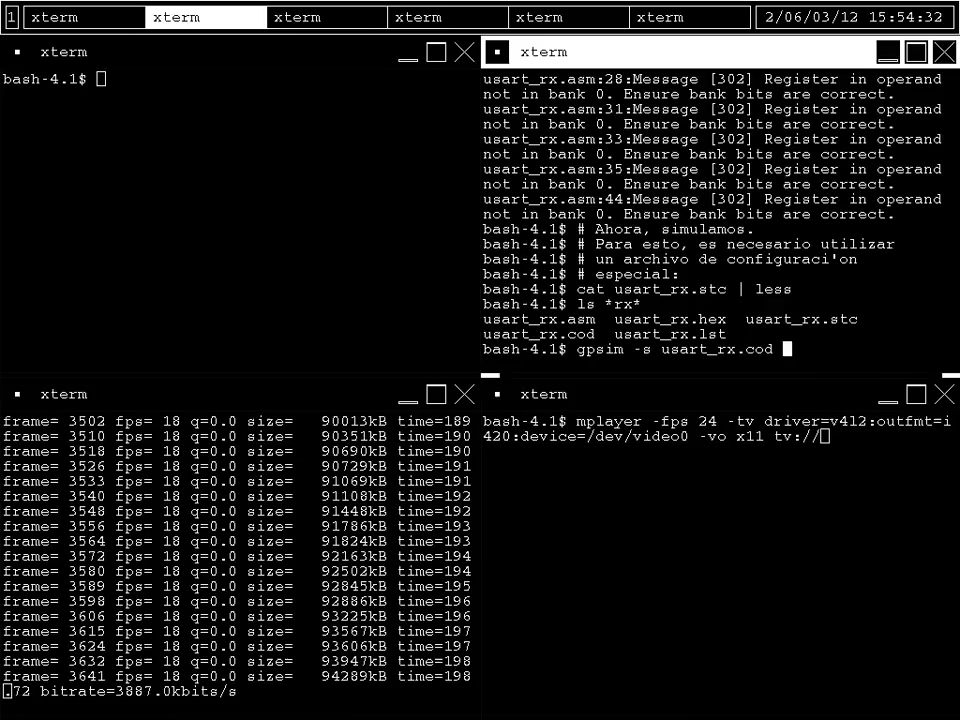 1 xterm xterm xterm xterm xterm xterm 2/06/03/12 15:54:32
xterm
bash-4.1$
xterm
usart_rx.asm:28:Message [302] Register in operand
not in bank 0. Ensure bank bits are correct.
usart_rx.asm:31:Message [302] Register in operand
not in bank 0. Ensure bank bits are correct.
usart_rx.asm:33:Message [302] Register in operand
not in bank 0. Ensure bank bits are correct.
usart_rx.asm:35:Message [302] Register in operand
not in bank 0. Ensure bank bits are correct.
usart_rx.asm:44:Message [302] Register in operand
not in bank 0. Ensure bank bits are correct.
bash-4.1$ # Ahora, simulamos.
bash-4.1$ # Para esto, es necesario utilizar
bash-4.1$ # un archivo de configuraci'on
bash-4.1$ # especial:
bash-4.1$ cat usart_rx.stc | less
bash-4.1$ ls *rx*
usart_rx.asm  usart_rx.hex  usart_rx.stc
usart_rx.cod  usart_rx.lst
bash-4.1$ gpsim -s usart_rx.cod
xterm
frame= 3502 fps= 18 q=0.0 size=   90013kB time=189
frame= 3510 fps= 18 q=0.0 size=   90351kB time=190
frame= 3518 fps= 18 q=0.0 size=   90690kB time=190
frame= 3526 fps= 18 q=0.0 size=   90729kB time=191
frame= 3533 fps= 18 q=0.0 size=   91069kB time=191
frame= 3540 fps= 18 q=0.0 size=   91108kB time=192
frame= 3548 fps= 18 q=0.0 size=   91448kB time=192
frame= 3556 fps= 18 q=0.0 size=   91786kB time=193
frame= 3564 fps= 18 q=0.0 size=   91824kB time=193
frame= 3572 fps= 18 q=0.0 size=   92163kB time=194
frame= 3580 fps= 18 q=0.0 size=   92502kB time=194
frame= 3589 fps= 18 q=0.0 size=   92845kB time=195
frame= 3598 fps= 18 q=0.0 size=   92886kB time=196
frame= 3606 fps= 18 q=0.0 size=   93225kB time=196
frame= 3615 fps= 18 q=0.0 size=   93567kB time=197
frame= 3624 fps= 18 q=0.0 size=   93606kB time=197
frame= 3632 fps= 18 q=0.0 size=   93947kB time=198
frame= 3641 fps= 18 q=0.0 size=   94289kB time=198
.72 bitrate=3887.0kbits/s
xterm
bash-4.1$ mplayer -fps 24 -tv driver=v4l2:outfmt=i
420:device=/dev/video0 -vo x11 tv://